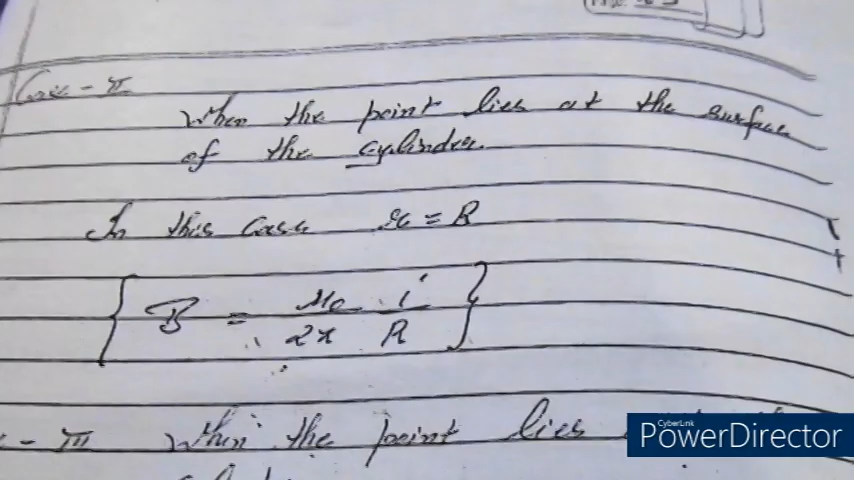 Case - II
When the point lies at the surface
of the cylinder.
In this case r = R
{ B = μ0 i / 2π R }
- III When the point lies
CyberLink
PowerDirector